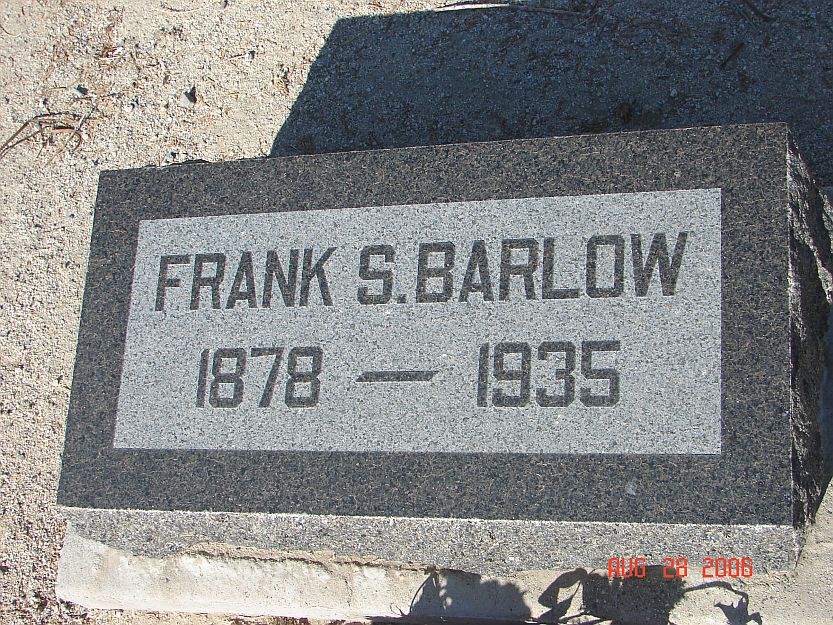 FRANK S. BARLOW
1878 — 1935
AUG 28 2006